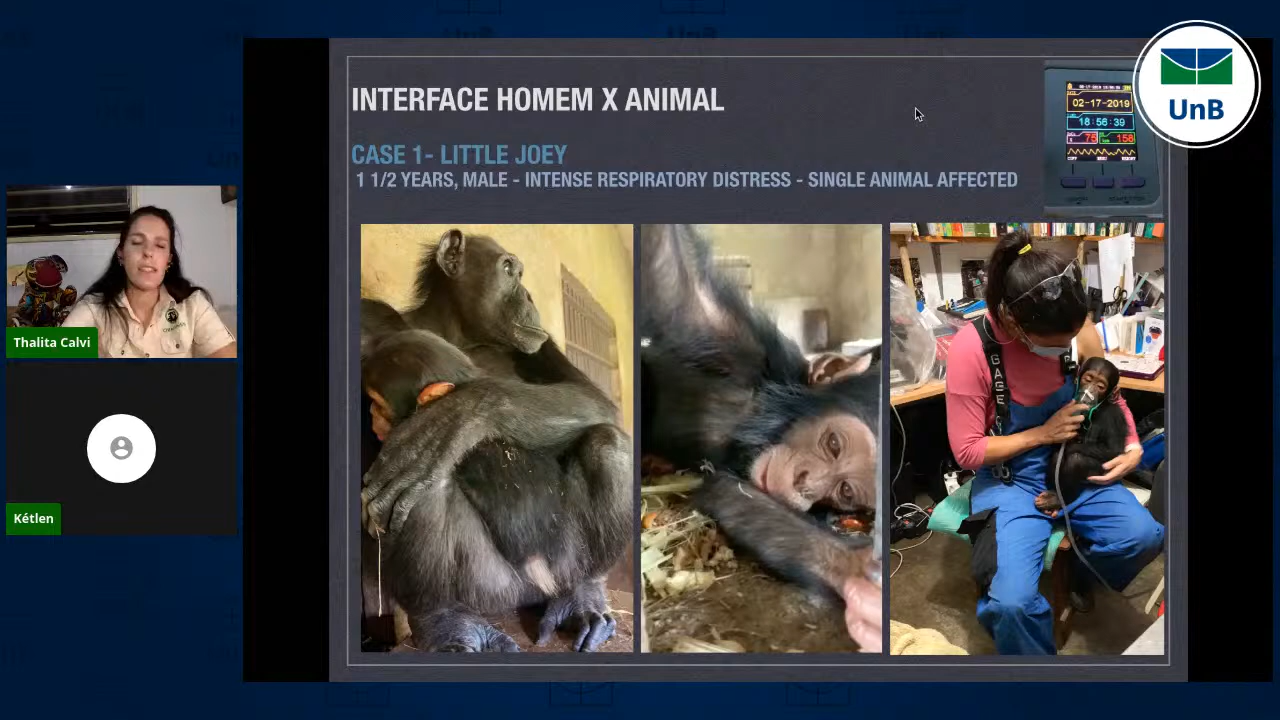 INTERFACE HOMEM X ANIMAL
CASE 1- LITTLE JOEY
1 1/2 YEARS, MALE - INTENSE RESPIRATORY DISTRESS - SINGLE ANIMAL AFFECTED
02-17-2019
18:56:39
75
158
UnB
Thalita Calvi
Kétlen
GAGE